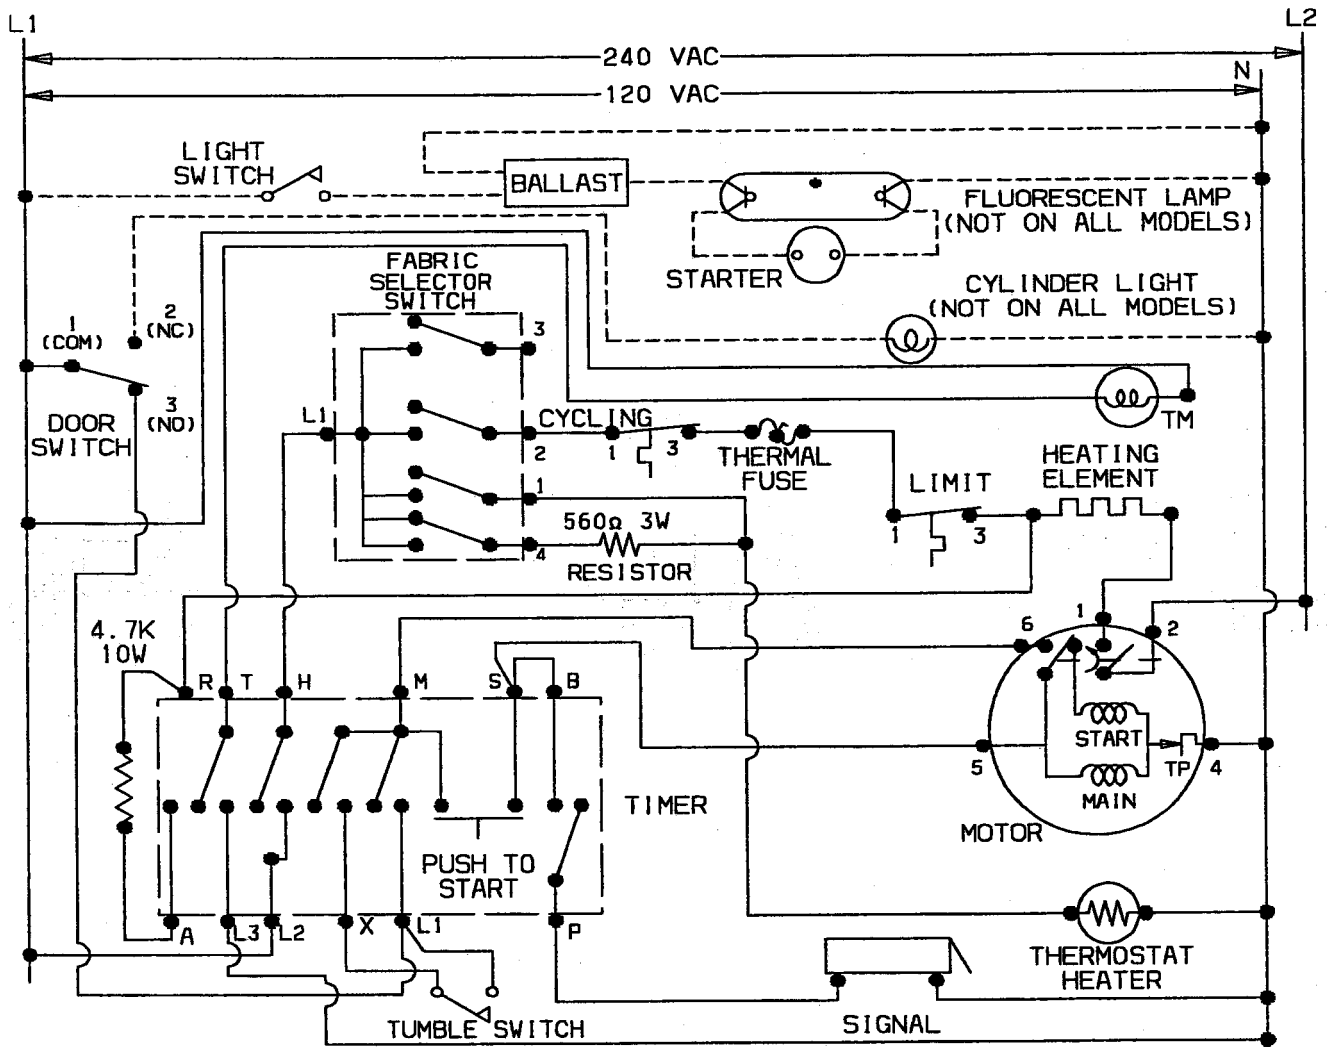 L1
L2
240 VAC
N
120 VAC
LIGHT
SWITCH
BALLAST
FLUORESCENT LAMP
(NOT ON ALL MODELS)
STARTER
FABRIC
SELECTOR
SWITCH
CYLINDER LIGHT
(NOT ON ALL MODELS)
1
(COM)
2
(NC)
3
3
(NO)
DOOR
SWITCH
L1
CYCLING
2
1
3
THERMAL
FUSE
TM
HEATING
ELEMENT
LIMIT
1
3
1
560Ω 3W
4
RESISTOR
4.7K
10W
6
1
2
R
T
H
M
S
B
START
5
TP
4
MAIN
TIMER
MOTOR
PUSH TO
START
A
L3
L2
X
L1
P
THERMOSTAT
HEATER
TUMBLE SWITCH
SIGNAL